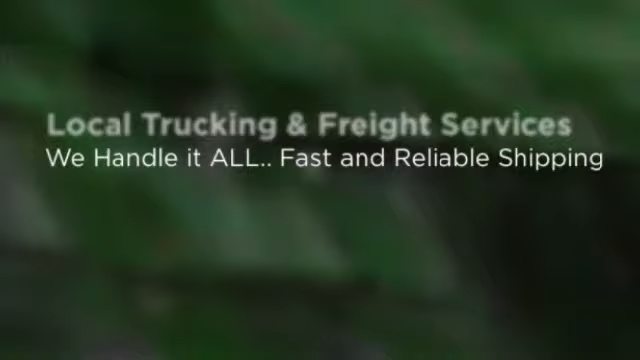 Local Trucking & Freight Services
We Handle it ALL.. Fast and Reliable Shipping